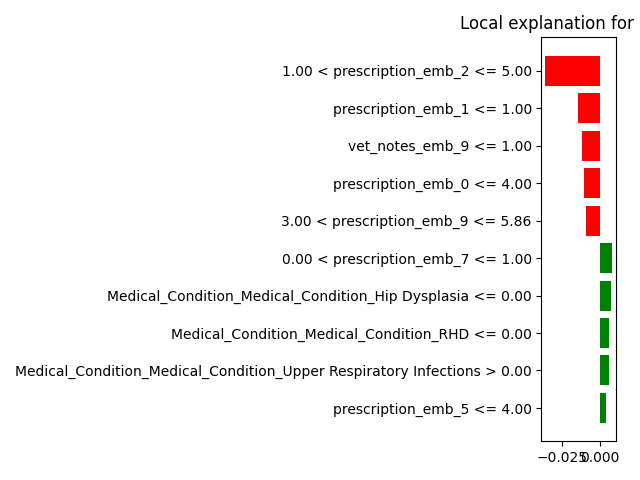 Local explanation for
1.00 < prescription_emb_2 <= 5.00
prescription_emb_1 <= 1.00
vet_notes_emb_9 <= 1.00
prescription_emb_0 <= 4.00
3.00 < prescription_emb_9 <= 5.86
0.00 < prescription_emb_7 <= 1.00
Medical_Condition_Medical_Condition_Hip Dysplasia <= 0.00
Medical_Condition_Medical_Condition_RHD <= 0.00
Medical_Condition_Medical_Condition_Upper Respiratory Infections > 0.00
prescription_emb_5 <= 4.00
−0.025 0.000